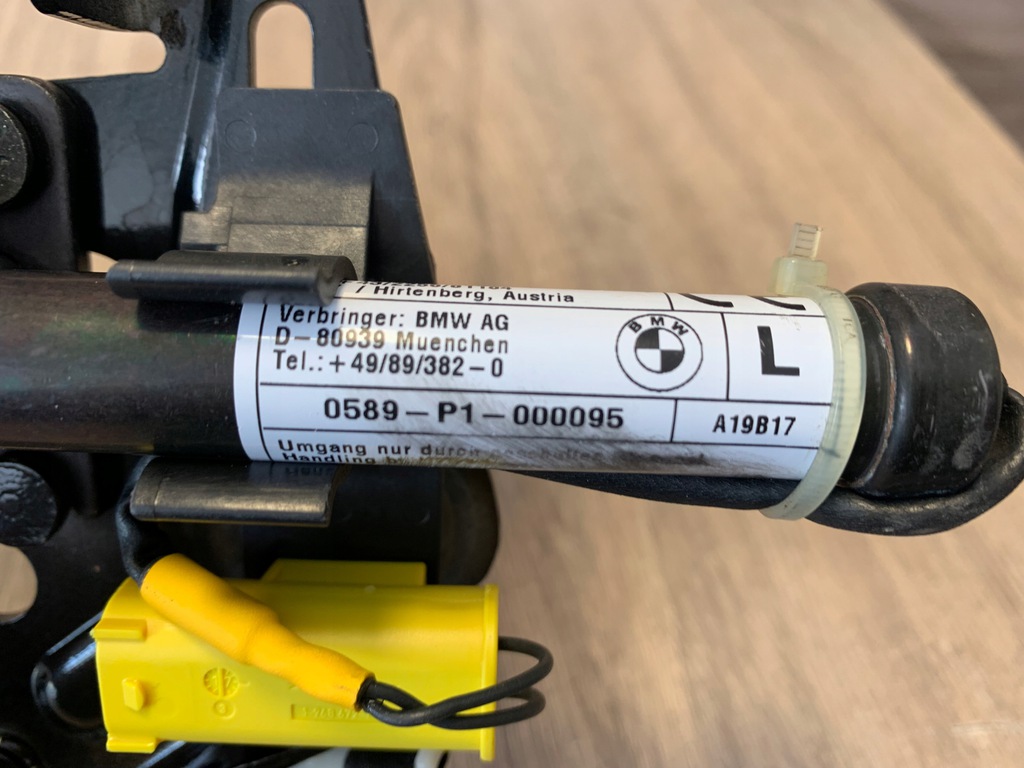 / Hirtenberg, Austria
Verbringer: BMW AG
D-80939 Muenchen
Tel.: +49/89/382-0
BMW
L
0589-P1-000095
A19B17
Umgang nur durch
Handling